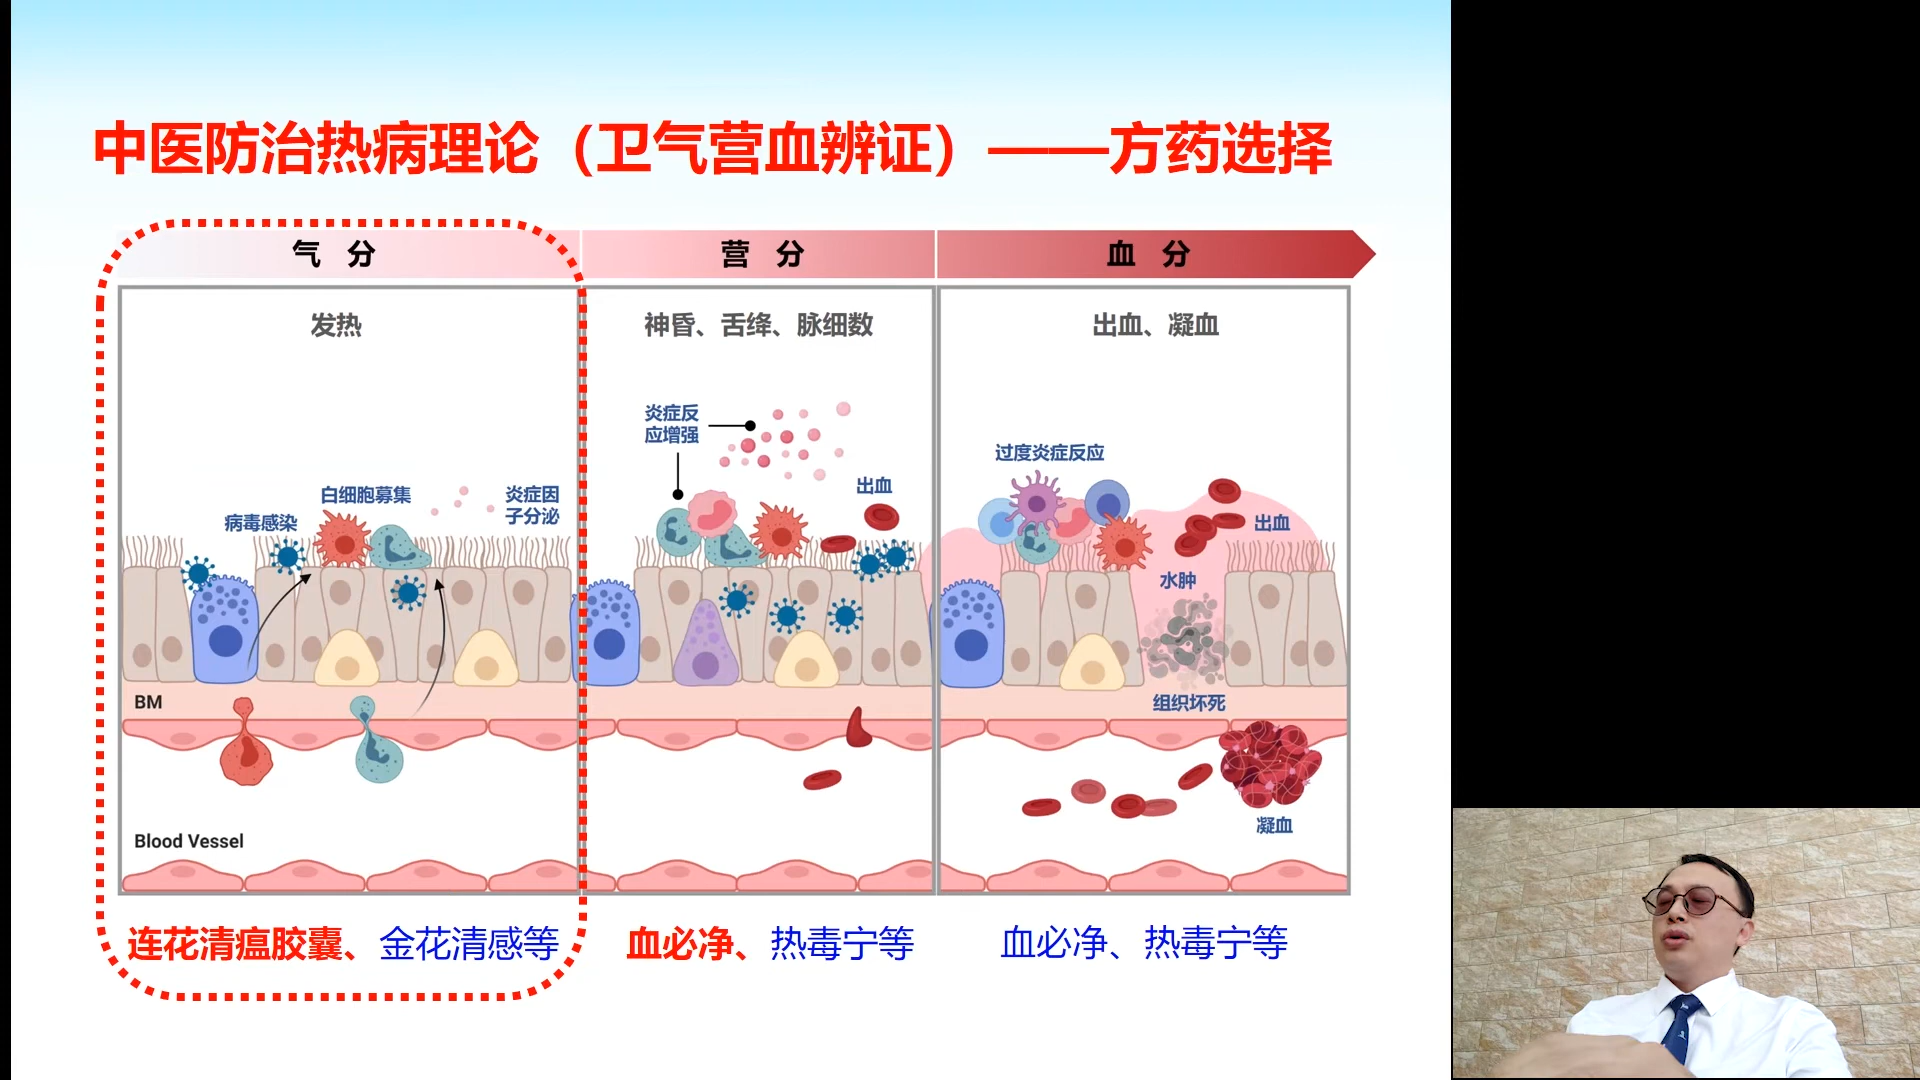 中医防治热病理论（卫气营血辨证）——方药选择
气 分
营 分
血 分
发热
神昏、舌绛、脉细数
出血、凝血
病毒感染
白细胞募集
炎症因
子分泌
BM
Blood Vessel
炎症反
应增强
出血
过度炎症反应
出血
水肿
组织坏死
凝血
连花清瘟胶囊、金花清感等
血必净、热毒宁等
血必净、热毒宁等